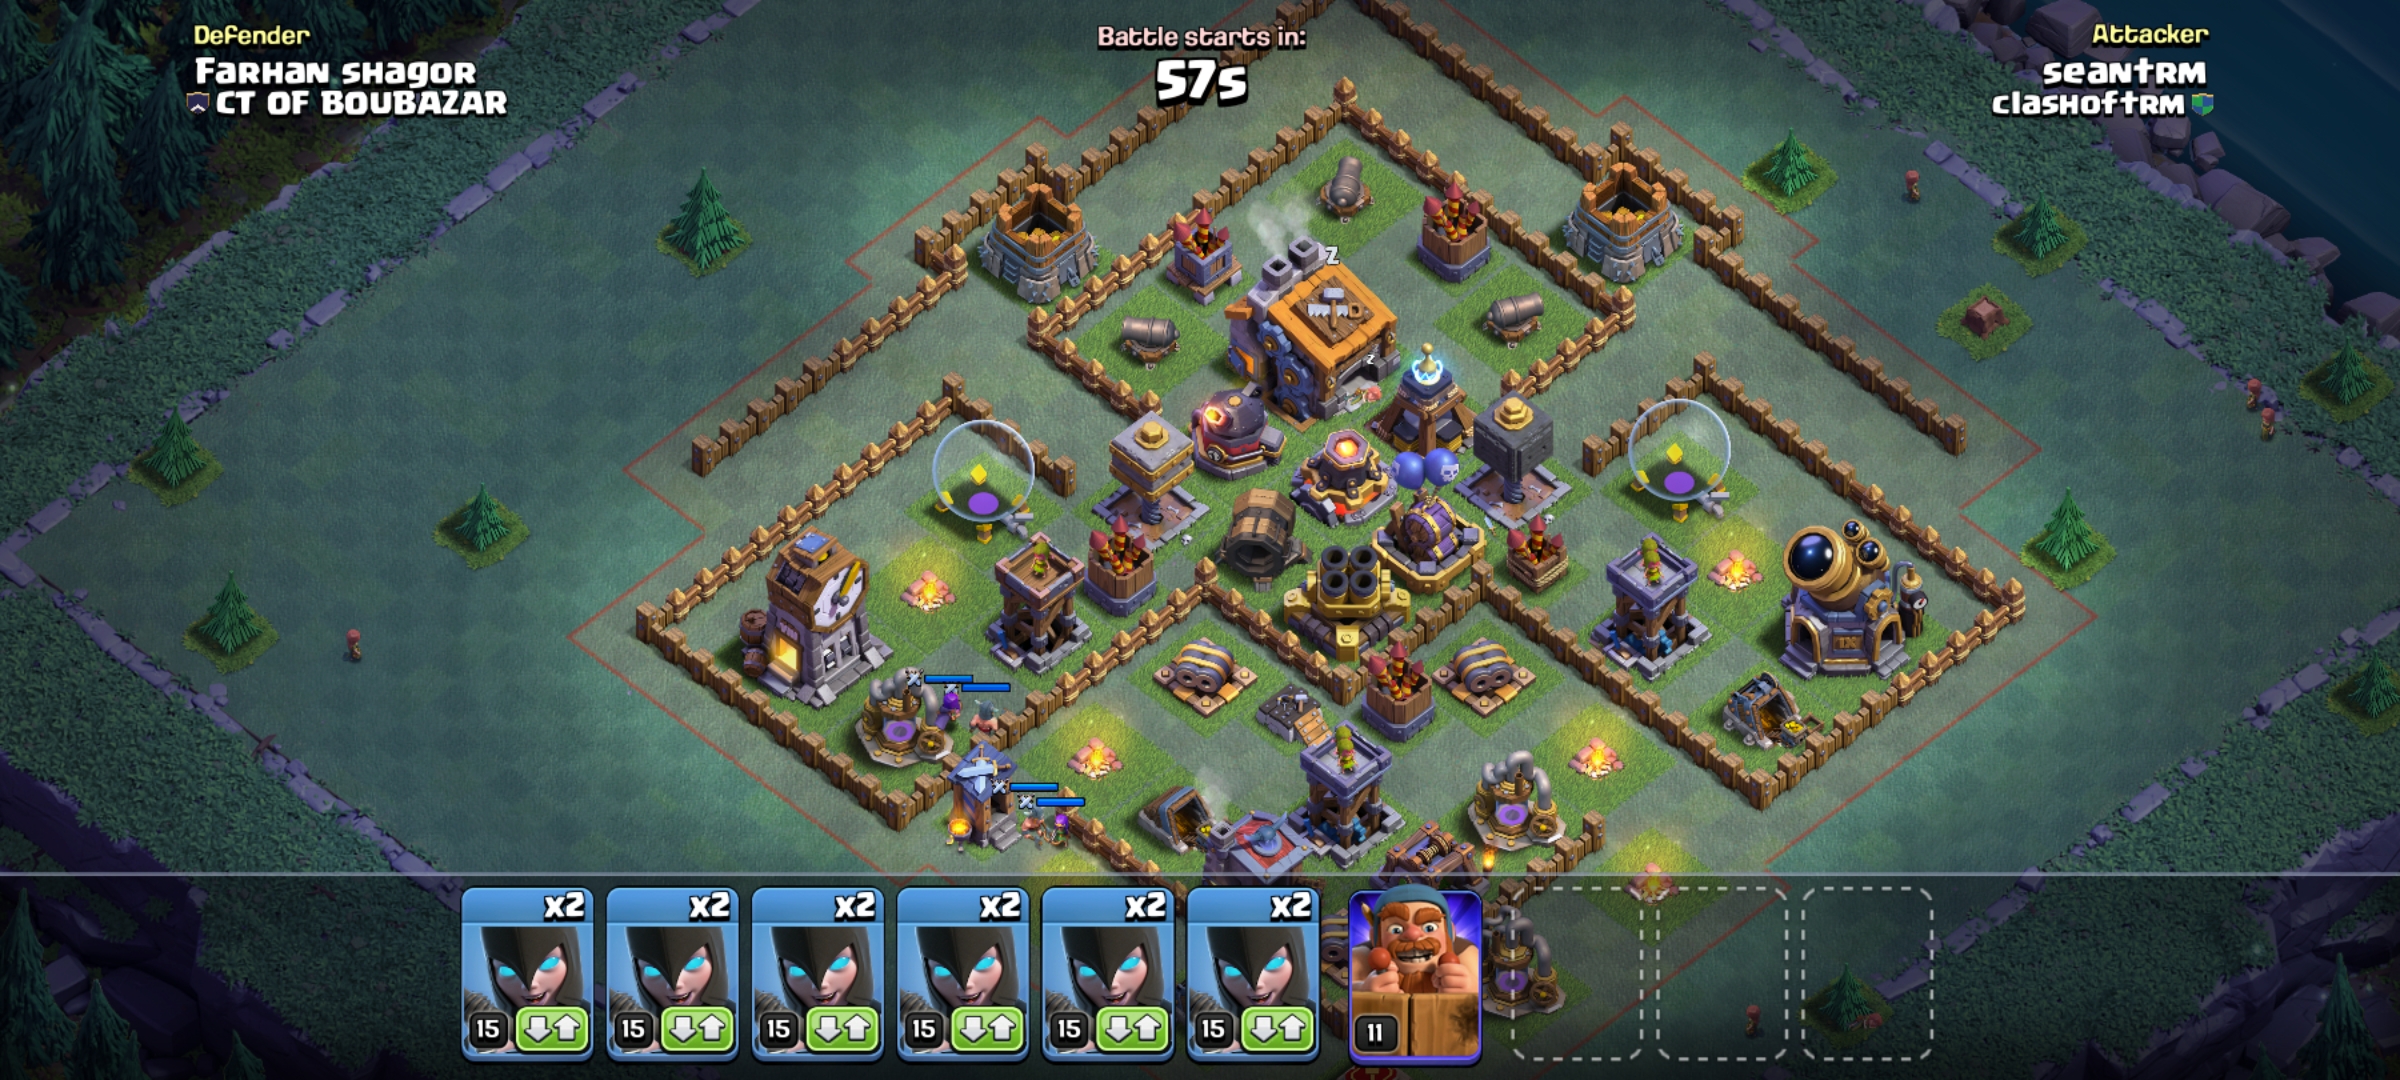 Defender
FARHAN SHAGOR
CT OF BOUBAZAR
Battle starts in:
57s
Attacker
seantRM
clashoftRM
z
z
IX
x2
x2
x2
x2
x2
x2
15
15
15
15
15
15
11